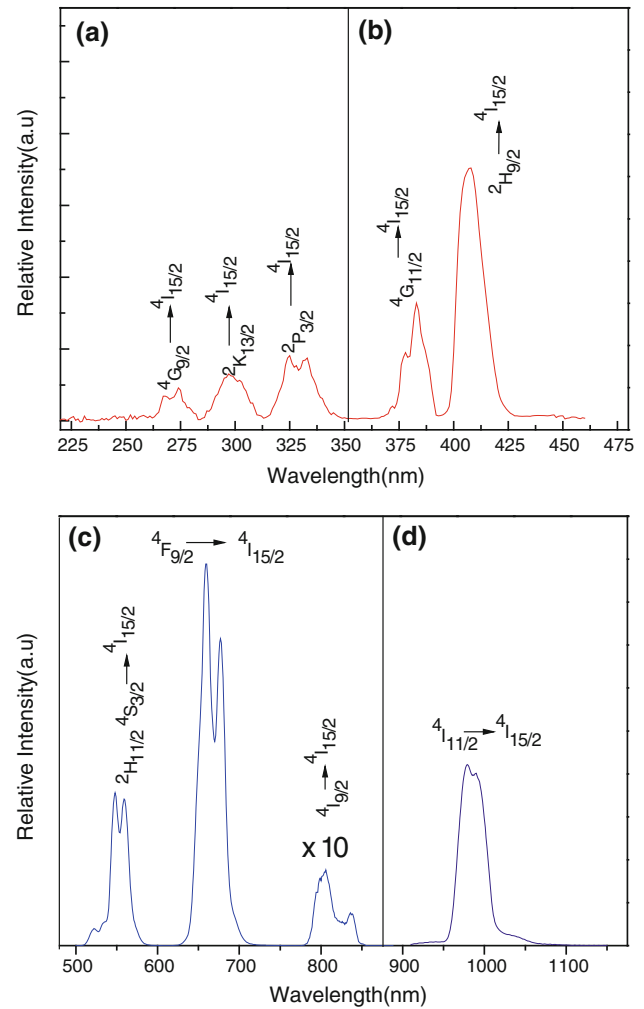 (a)
(b)
Relative Intensity(a.u)
4G9/2 → 4I15/2
2K13/2 → 4I15/2
2P3/2 → 4I15/2
4G11/2 → 4I15/2
2H9/2 → 4I15/2
225 250 275 300 325 350 375 400 425 450 475
Wavelength(nm)
(c)
(d)
Relative Intensity(a.u)
2H11/2 4S3/2 → 4I15/2
4F9/2 → 4I15/2
4I9/2 → 4I15/2
x 10
4I11/2 → 4I15/2
500 600 700 800 900 1000 1100
Wavelength(nm)